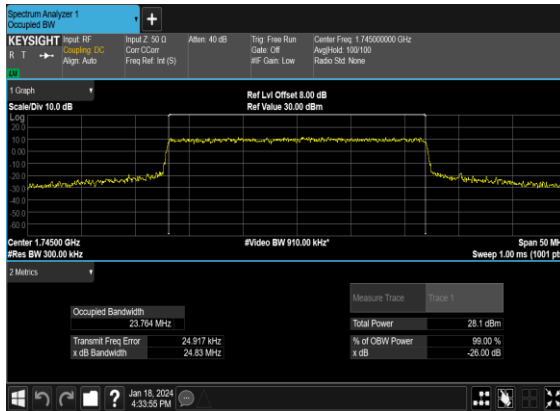 Spectrum Analyzer 1
Occupied BW
KEYSIGHT Input: RF Input Z: 50 Ω Atten: 40 dB Trig: Free Run Center Freq: 1.745000000 GHz
R T Coupling: DC Corr CCorr Gate: Off Avg|Hold: 100/100
Align: Auto Freq Ref: Int (S) #IF Gain: Low Radio Std: None
LXI
1 Graph Ref Lvl Offset 8.00 dB
Scale/Div 10.0 dB Ref Value 30.00 dBm
Log
20.0
10.0
0.00
-10.0
-20.0
-30.0
-40.0
-50.0
-60.0
Center 1.74500 GHz #Video BW 910.00 kHz* Span 50 MH
#Res BW 300.00 kHz Sweep 1.00 ms (1001 pt
2 Metrics
Measure Trace Trace 1
Occupied Bandwidth
23.764 MHz Total Power 28.1 dBm
Transmit Freq Error 24.917 kHz % of OBW Power 99.00 %
x dB Bandwidth 24.83 MHz x dB -26.00 dB
Jan 18, 2024
4:33:55 PM